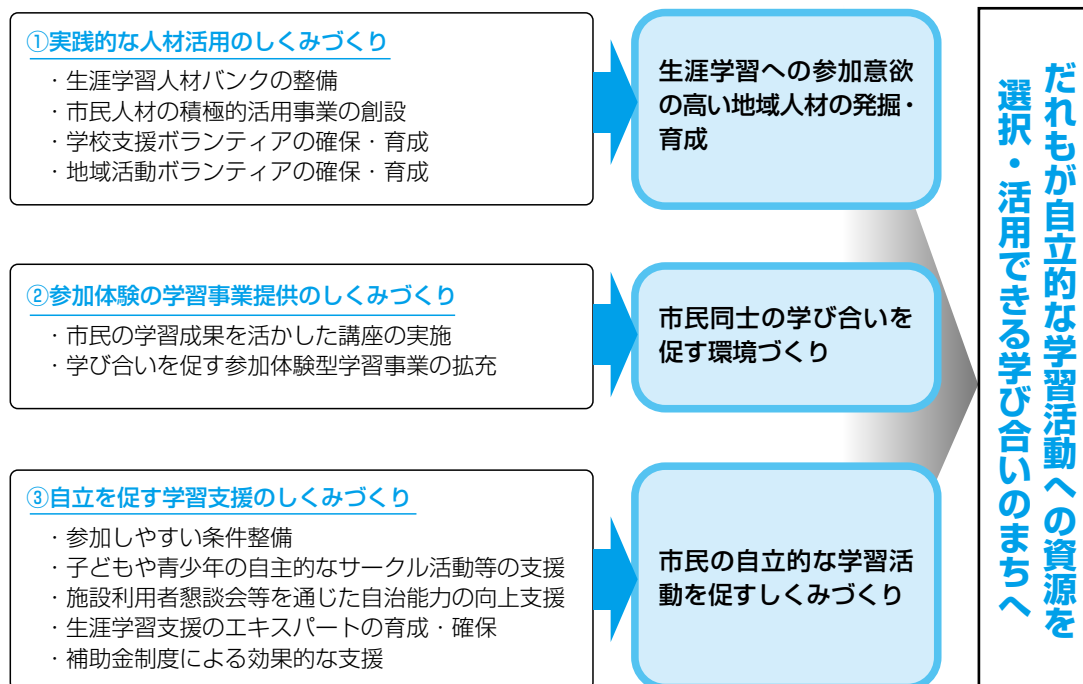 ①実践的な人材活用のしくみづくり
・生涯学習人材バンクの整備
・市民人材の積極的活用事業の創設
・学校支援ボランティアの確保・育成
・地域活動ボランティアの確保・育成
生涯学習への参加意欲
の高い地域人材の発掘・
育成
②参加体験の学習事業提供のしくみづくり
・市民の学習成果を活かした講座の実施
・学び合いを促す参加体験型学習事業の拡充
市民同士の学び合いを
促す環境づくり
③自立を促す学習支援のしくみづくり
・参加しやすい条件整備
・子どもや青少年の自主的なサークル活動等の支援
・施設利用者懇談会等を通じた自治能力の向上支援
・生涯学習支援のエキスパートの育成・確保
・補助金制度による効果的な支援
市民の自立的な学習活
動を促すしくみづくり
だれもが自立的な学習活動への資源を
選択・活用できる学び合いのまちへ